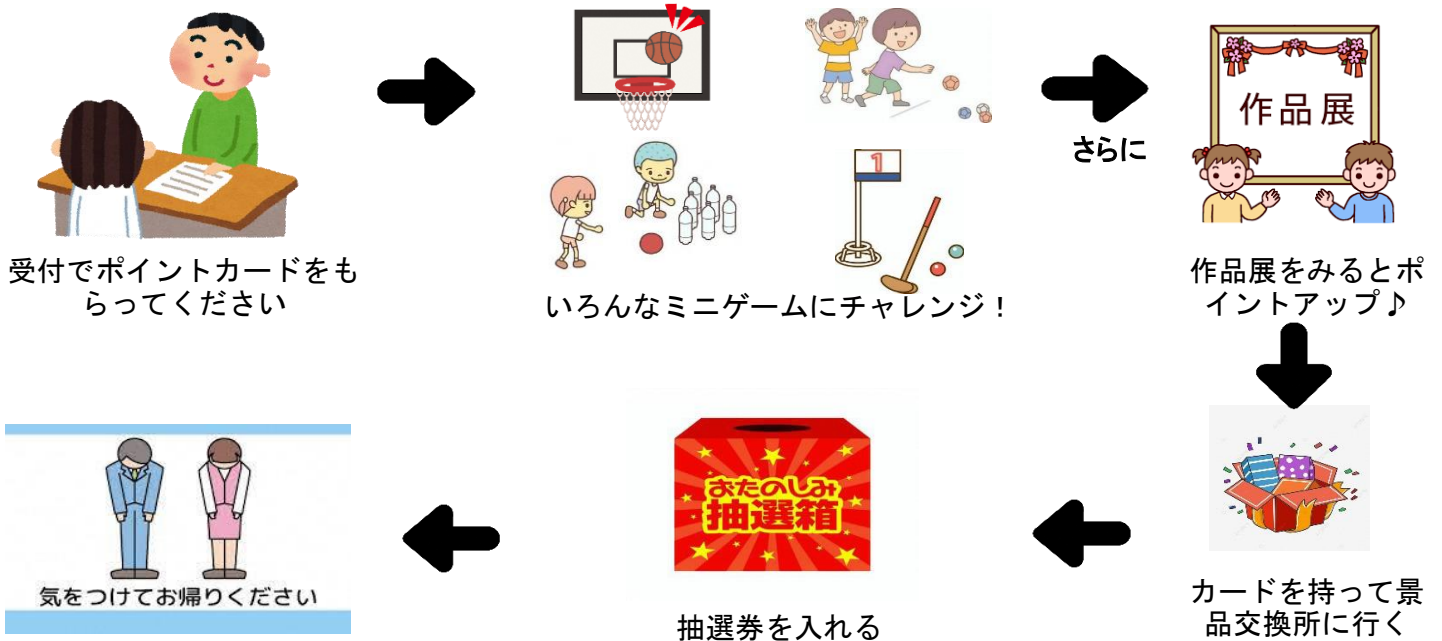 受付でポイントカードをも
らってください
1
いろんなミニゲームにチャレンジ！
さらに
作品展
作品展をみるとポ
イントアップ♪
カードを持って景
品交換所に行く
おたのしみ
抽選箱
抽選券を入れる
気をつけてお帰りください